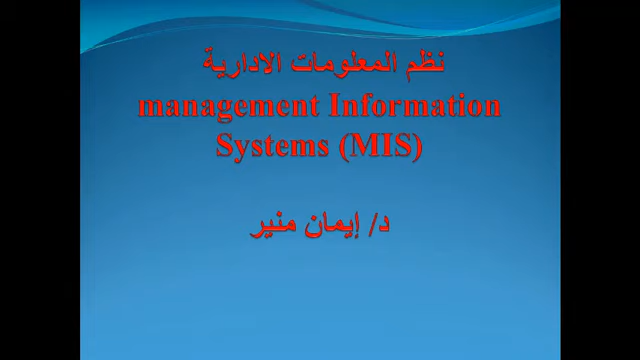 نظم المعلومات الادارية
management Information
Systems (MIS)
د/ إيمان منير